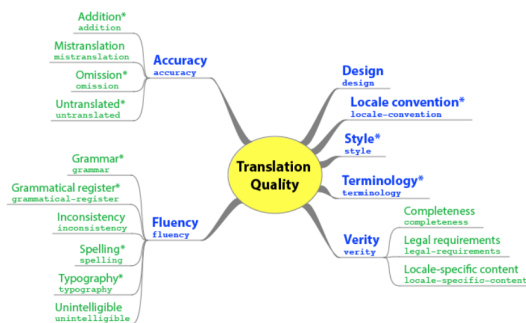 Addition*
addition
Mistranslation
mistranslation
Omission*
omission
Untranslated*
untranslated
Accuracy
accuracy
Grammar*
grammar
Grammatical register*
grammatical-register
Inconsistency
inconsistency
Spelling*
spelling
Typography*
typography
Unintelligible
unintelligible
Fluency
fluency
Translation
Quality
Design
design
Locale convention*
locale-convention
Style*
style
Terminology*
terminology
Verity
verity
Completeness
completeness
Legal requirements
legal-requirements
Locale-specific content
locale-specific-content